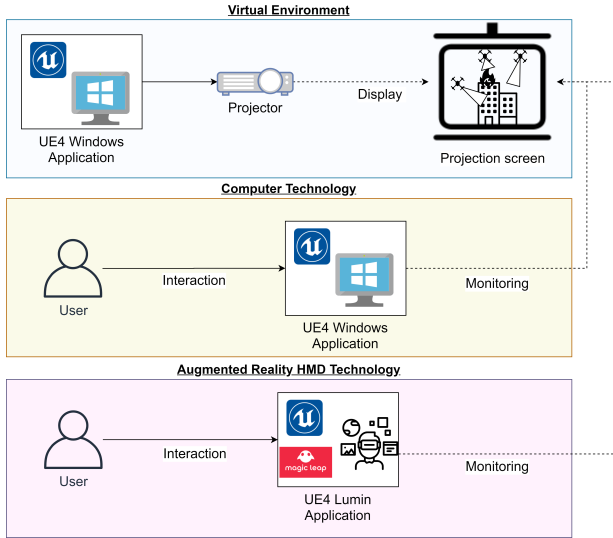 Virtual Environment
UE4 Windows
Application
Projector
Display
Projection screen
Computer Technology
User
Interaction
UE4 Windows
Application
Monitoring
Augmented Reality HMD Technology
User
Interaction
magic leap
UE4 Lumin
Application
Monitoring